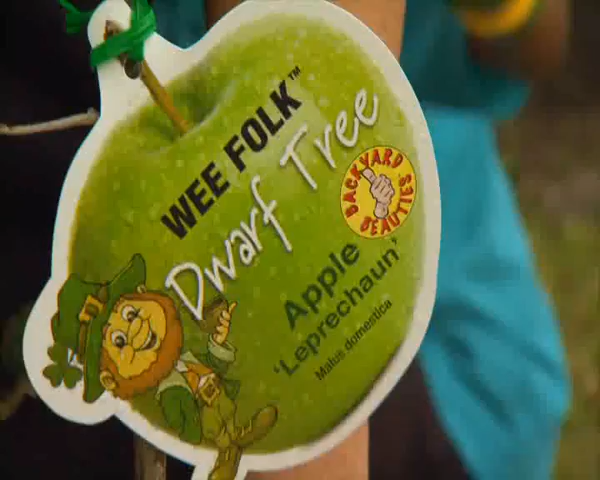 WEE FOLK™
Dwarf Tree
BACKYARD
BEAUTIES
Apple
'Leprechaun'
Malus domestica